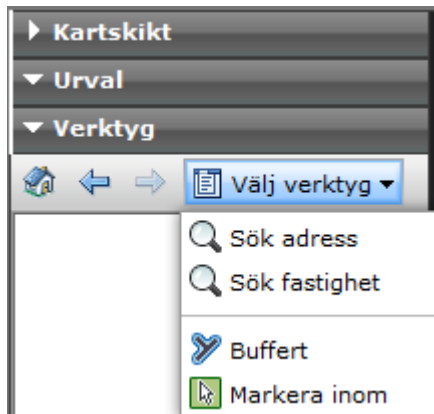 Kartskikt
Urval
Verktyg
Välj verktyg
Sök adress
Sök fastighet
Buffert
Markera inom